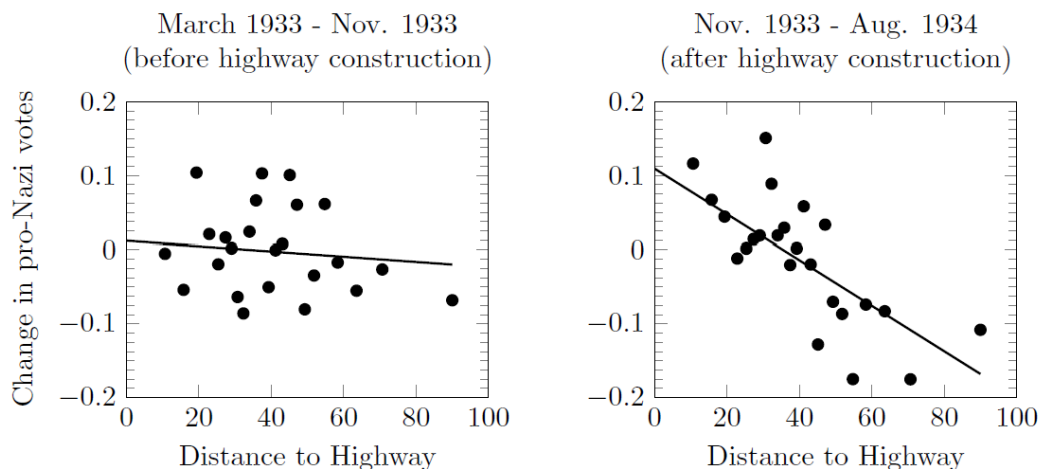 March 1933 - Nov. 1933
(before highway construction)
Change in pro-Nazi votes
0.2
0.1
0
−0.1
−0.2
0 20 40 60 80 100
Distance to Highway
Nov. 1933 - Aug. 1934
(after highway construction)
0.2
0.1
0
−0.1
−0.2
0 20 40 60 80 100
Distance to Highway